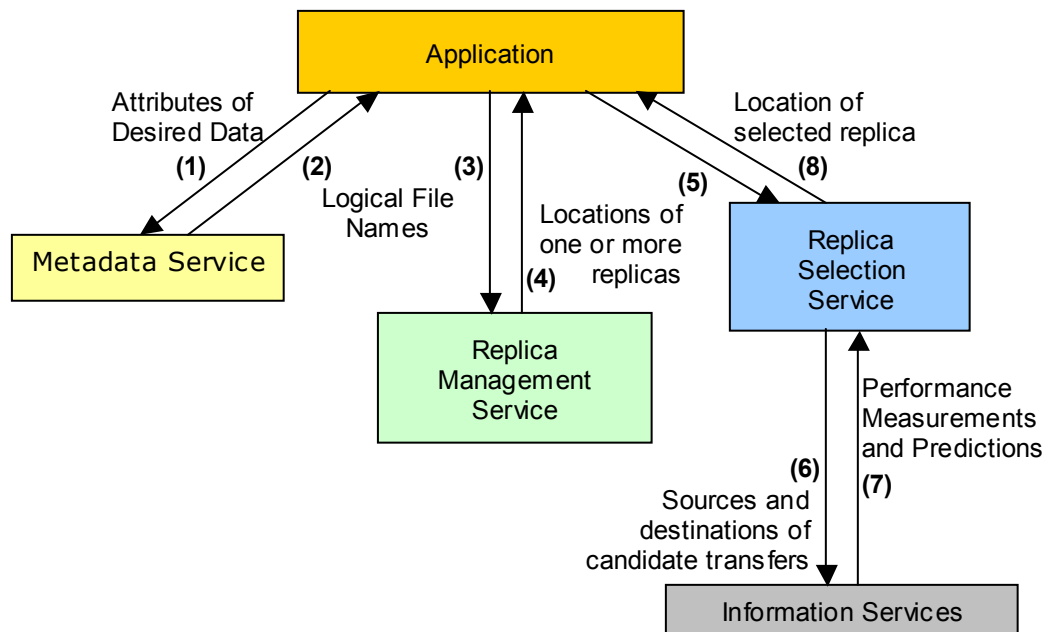 Application
Attributes of
Desired Data
(1)
(2)
Logical File
Names
(3)
(4)
Locations of
one or more
replicas
(5)
Location of
selected replica
(8)
Metadata Service
Replica
Management
Service
Replica
Selection
Service
Performance
Measurements
and Predictions
(6)
(7)
Sources and
destinations of
candidate transfers
Information Services